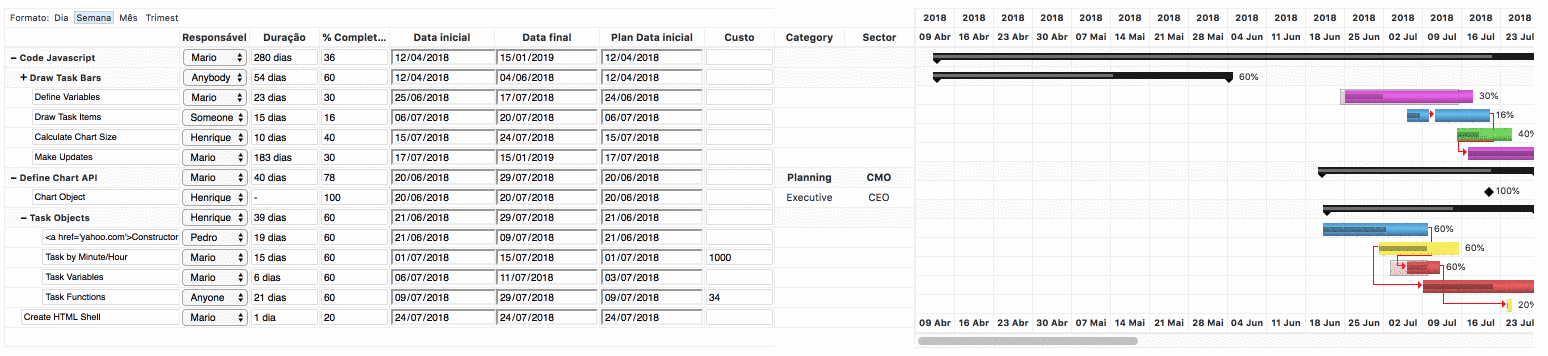 Formato: Dia Semana Mês Trimest
2018 2018 2018 2018 2018 2018 2018 2018 2018 2018 2018 2018 2018 2018 2018 2018
Responsável Duração % Complet... Data inicial Data final Plan Data inicial Custo Category Sector
09 Abr 16 Abr 23 Abr 30 Abr 07 Mai 07 Mai 14 Mai 21 Mai 28 Mai 04 Jun 11 Jun 18 Jun 25 Jun 02 Jul 09 Jul 16 Jul 23 Jul
Code Javascript Mario 280 dias 36 12/04/2018 15/01/2019 12/04/2018
Draw Task Bars Anybody 54 dias 60 12/04/2018 04/06/2018 12/04/2018 60%
Define Variables Mario 23 dias 30 25/06/2018 17/07/2018 24/06/2018 30%
Draw Task Items Someone 15 dias 16 06/07/2018 20/07/2018 06/07/2018 16%
Calculate Chart Size Henrique 10 dias 40 15/07/2018 24/07/2018 15/07/2018 40%
Make Updates Mario 183 dias 30 17/07/2018 15/01/2019 17/07/2018
Define Chart API Mario 40 dias 78 20/06/2018 29/07/2018 20/06/2018 Planning CMO
Chart Object Henrique - 100 20/07/2018 20/07/2018 20/06/2018 Executive CEO 100%
Task Objects Henrique 39 dias 60 21/06/2018 29/07/2018 21/06/2018
<a href='yahoo.com'>Constructor Pedro 19 dias 60 21/06/2018 09/07/2018 21/06/2018 60%
Task by Minute/Hour Mario 15 dias 60 01/07/2018 15/07/2018 01/07/2018 1000 60%
Task Variables Mario 6 dias 60 06/07/2018 11/07/2018 03/07/2018 60%
Task Functions Anyone 21 dias 60 09/07/2018 29/07/2018 09/07/2018 34
Create HTML Shell Mario 1 dia 20 24/07/2018 24/07/2018 24/07/2018 20%
09 Abr 16 Abr 23 Abr 30 Abr 07 Mai 14 Mai 21 Mai 28 Mai 04 Jun 11 Jun 18 Jun 25 Jun 02 Jul 09 Jul 16 Jul 23 Jul